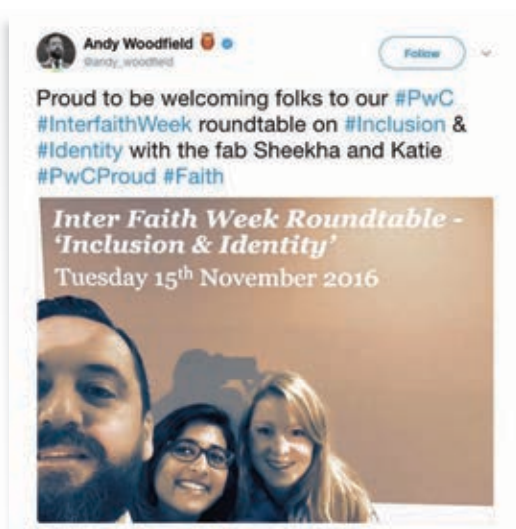 Andy Woodfield
@andy_woodfield
Follow
Proud to be welcoming folks to our #PwC
#InterfaithWeek roundtable on #Inclusion &
#Identity with the fab Sheekha and Katie
#PwCProud #Faith
Inter Faith Week Roundtable -
‘Inclusion & Identity’
Tuesday 15th November 2016